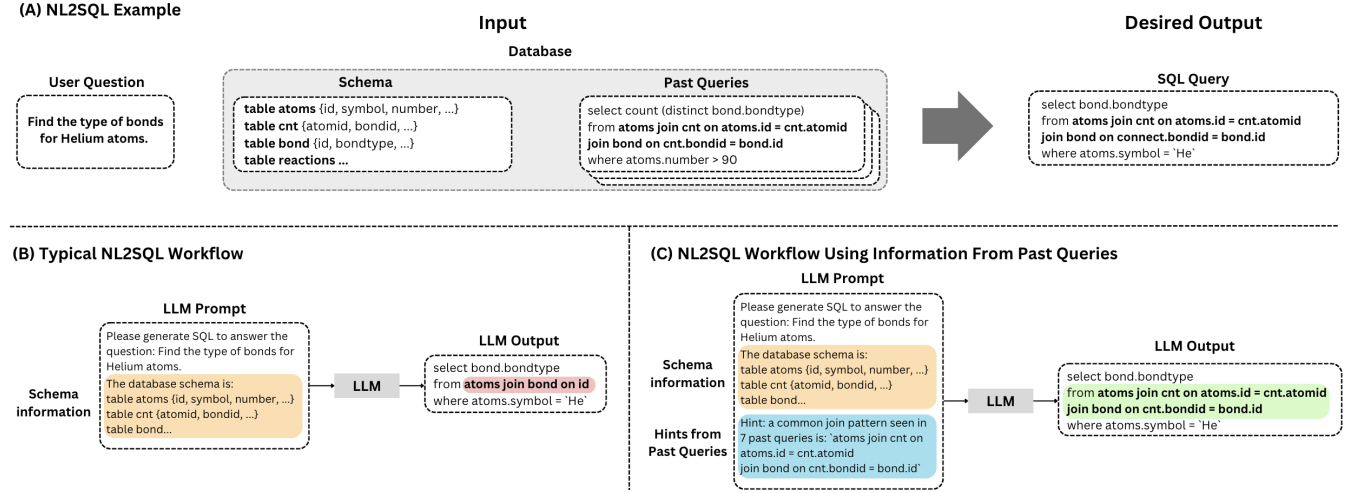 (A) NL2SQL Example
Input
Desired Output
Database
User Question
Find the type of bonds
for Helium atoms.
Schema
table atoms {id, symbol, number, ...}
table cnt {atomid, bondid, ...}
table bond {id, bondtype, ...}
table reactions ...
Past Queries
select count (distinct bond.bondtype)
from atoms join cnt on atoms.id = cnt.atomid
join bond on cnt.bondid = bond.id
where atoms.number > 90
SQL Query
select bond.bondtype
from atoms join cnt on atoms.id = cnt.atomid
join bond on connect.bondid = bond.id
where atoms.symbol = `He`
(B) Typical NL2SQL Workflow
LLM Prompt
Please generate SQL to answer the
question: Find the type of bonds for
Helium atoms.
Schema
information
The database schema is:
table atoms {id, symbol, number, ...}
table cnt {atomid, bondid, ...}
table bond...
LLM
LLM Output
select bond.bondtype
from atoms join bond on id
where atoms.symbol = `He`
(C) NL2SQL Workflow Using Information From Past Queries
LLM Prompt
Please generate SQL to answer the
question: Find the type of bonds for
Helium atoms.
Schema
information
The database schema is:
table atoms {id, symbol, number, ...}
table cnt {atomid, bondid, ...}
table bond...
Hints from
Past Queries
Hint: a common join pattern seen in
7 past queries is: `atoms join cnt on
atoms.id = cnt.atomid
join bond on cnt.bondid = bond.id`
LLM
LLM Output
select bond.bondtype
from atoms join cnt on atoms.id = cnt.atomid
join bond on cnt.bondid = bond.id
where atoms.symbol = `He`